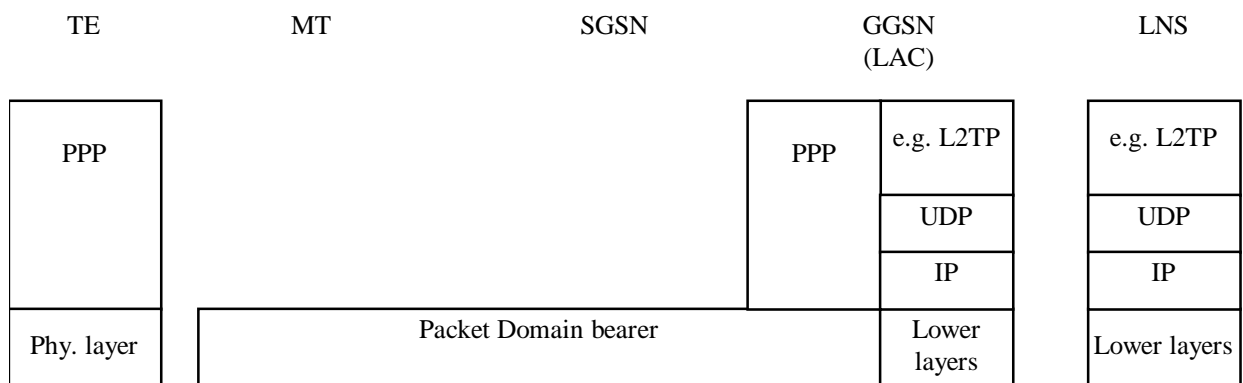 TE MT SGSN GGSN LNS
(LAC)
PPP PPP e.g. L2TP e.g. L2TP
UDP UDP
IP IP
Phy. layer Packet Domain bearer Lower Lower layers
layers